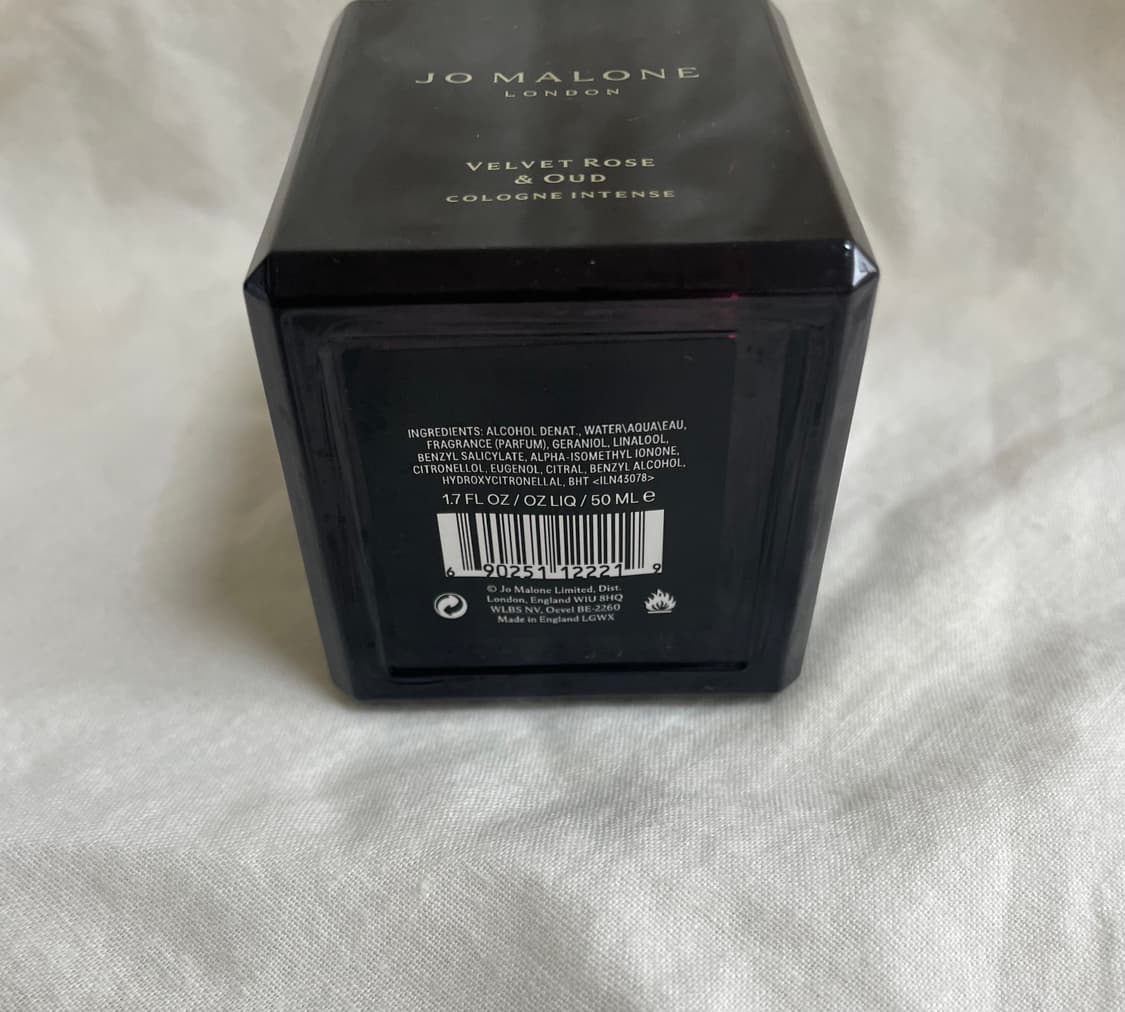 JO MALONE
LONDON
VELVET ROSE
& OUD
COLOGNE INTENSE
INGREDIENTS: ALCOHOL DENAT., WATER\AQUA\EAU,
FRAGRANCE (PARFUM), GERANIOL, LINALOOL,
BENZYL SALICYLATE, ALPHA-ISOMETHYL IONONE,
CITRONELLOL, EUGENOL, CITRAL, BENZYL ALCOHOL,
HYDROXYCITRONELLAL, BHT <ILN43078>
1.7 FL OZ / OZ LIQ / 50 ML e
6 90251 12221 9
© Jo Malone Limited, Dist.
London, England W1U 8HQ
WLBS NV, Oevel BE-2260
Made in England LGWX